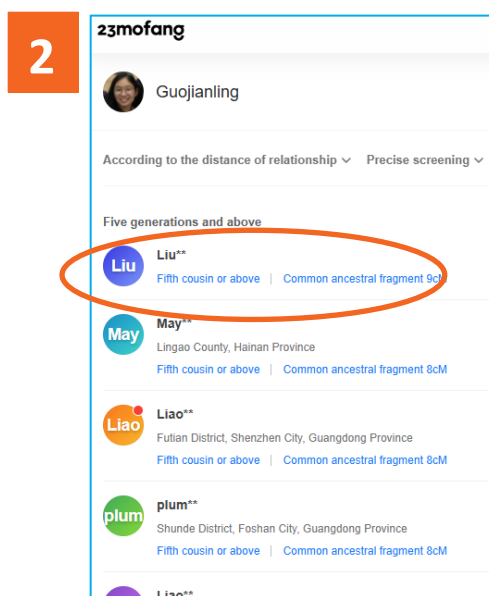 2
23mofang
Guojianling
According to the distance of relationship Precise screening
Five generations and above
Liu
Liu**
Fifth cousin or above | Common ancestral fragment 9cM
May
May**
Lingao County, Hainan Province
Fifth cousin or above | Common ancestral fragment 8cM
Liao
Liao**
Futian District, Shenzhen City, Guangdong Province
Fifth cousin or above | Common ancestral fragment 8cM
plum
plum**
Shunde District, Foshan City, Guangdong Province
Fifth cousin or above | Common ancestral fragment 8cM
Liao**